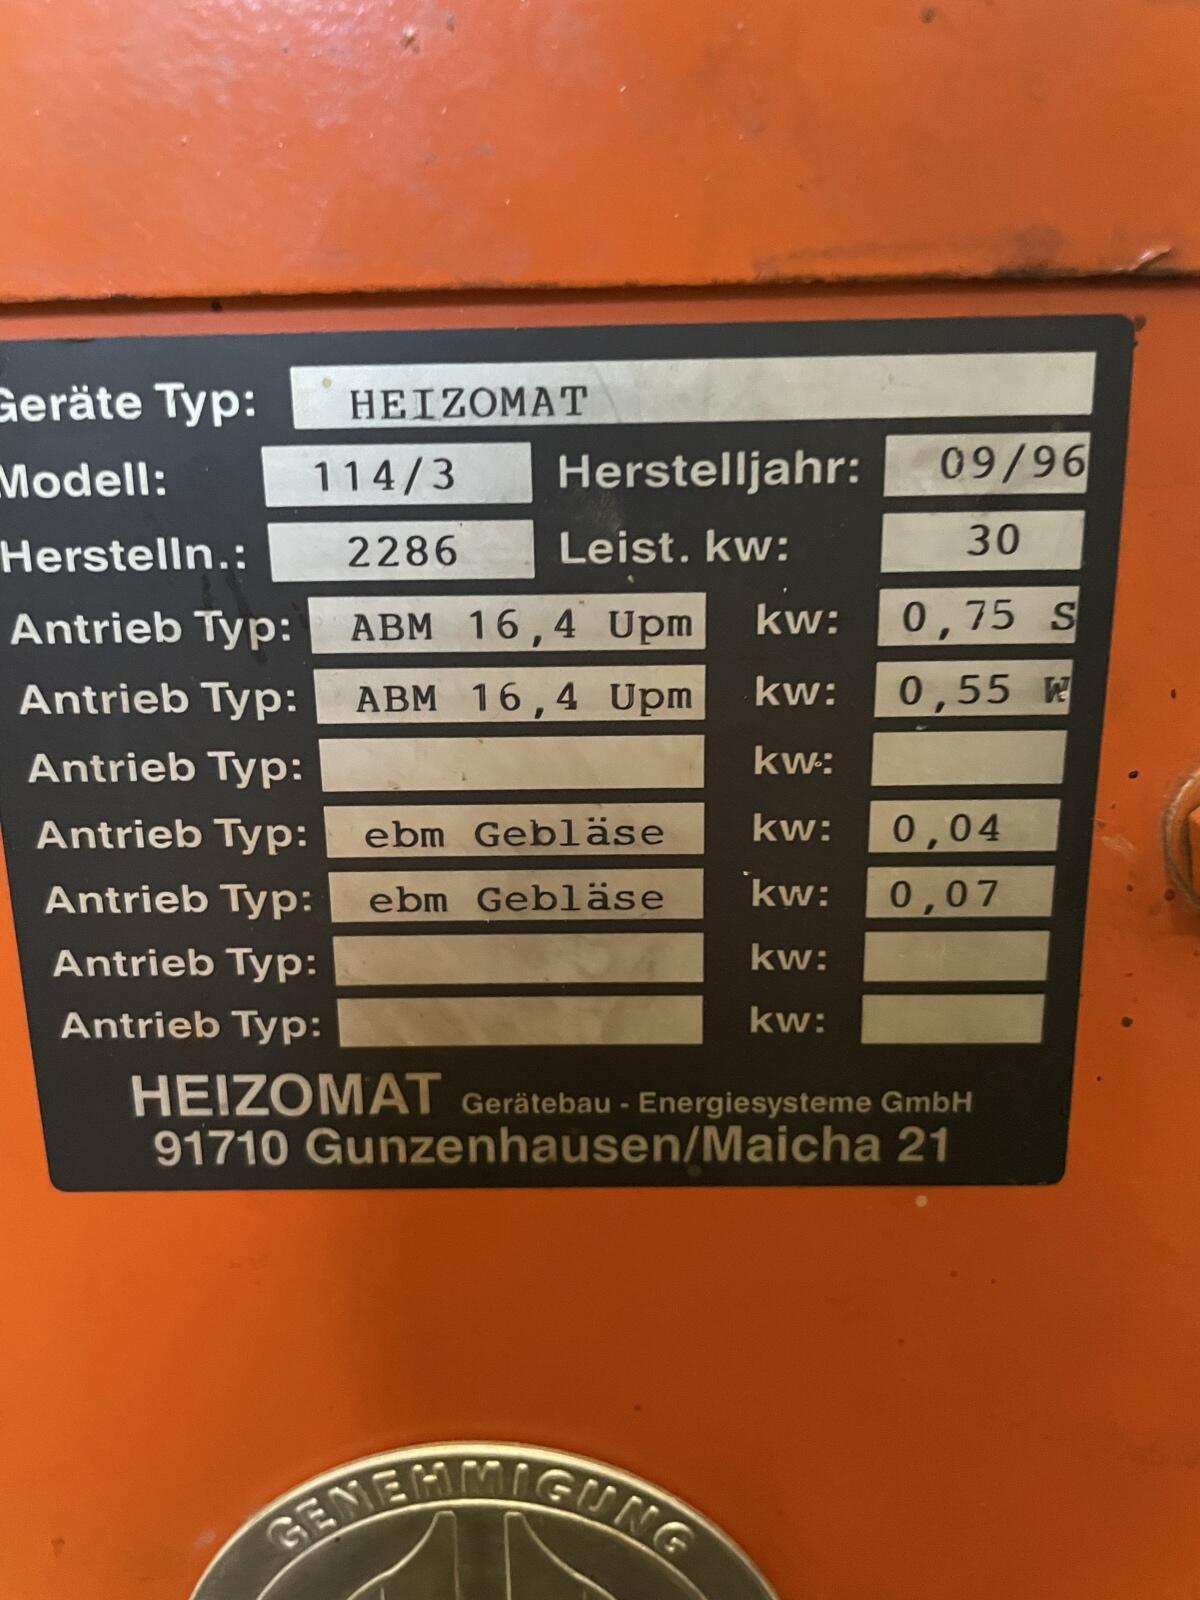 Geräte Typ: HEIZOMAT
Modell: 114/3 Herstelljahr: 09/96
Herstelln.: 2286 Leist. kw: 30
Antrieb Typ: ABM 16,4 Upm kw: 0,75 S
Antrieb Typ: ABM 16,4 Upm kw: 0,55 W
Antrieb Typ: kw:
Antrieb Typ: ebm Gebläse kw: 0,04
Antrieb Typ: ebm Gebläse kw: 0,07
Antrieb Typ: kw:
Antrieb Typ: kw:
HEIZOMAT Gerätebau - Energiesysteme GmbH
91710 Gunzenhausen/Maicha 21
GENEHMIGUNG